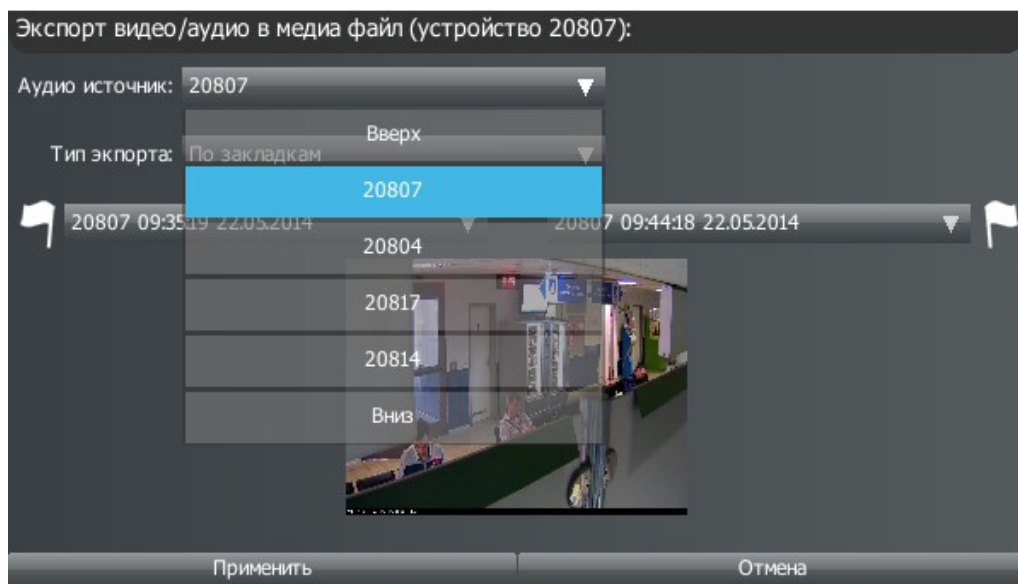 Экспорт видео/аудио в медиа файл (устройство 20807):
Аудио источник: 20807
Вверх
Тип экпорта: По закладкам
20807
20807 09:35:19 22.05.2014
20807 09:44:18 22.05.2014
20804
20817
20814
Вниз
Применить
Отмена